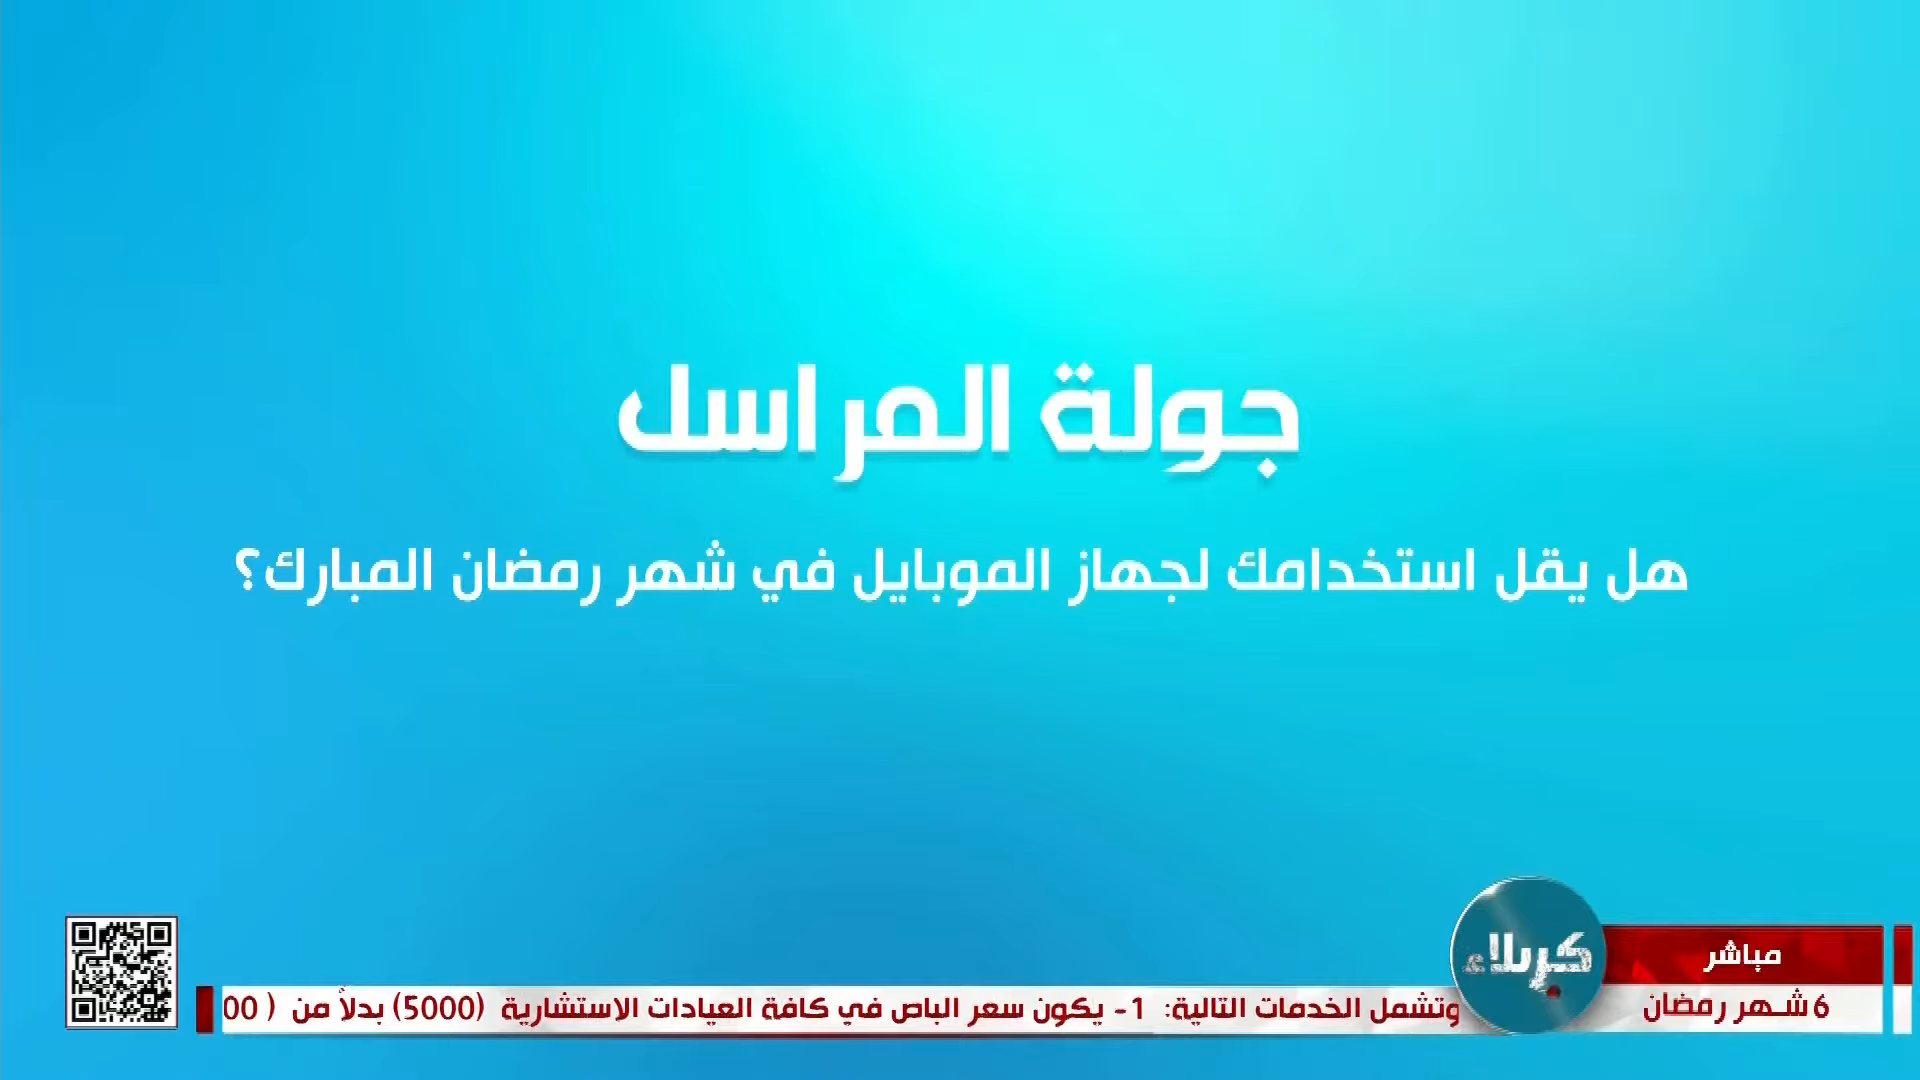 جولة المراسل
هل يقل استخدامك لجهاز الموبايل في شهر رمضان المبارك؟
كربلاء
مباشر
6 شهر رمضان
وتشمل الخدمات التالية: 1- يكون سعر الباص في كافة العيادات الاستشارية (5000) بدلاً من ( 00